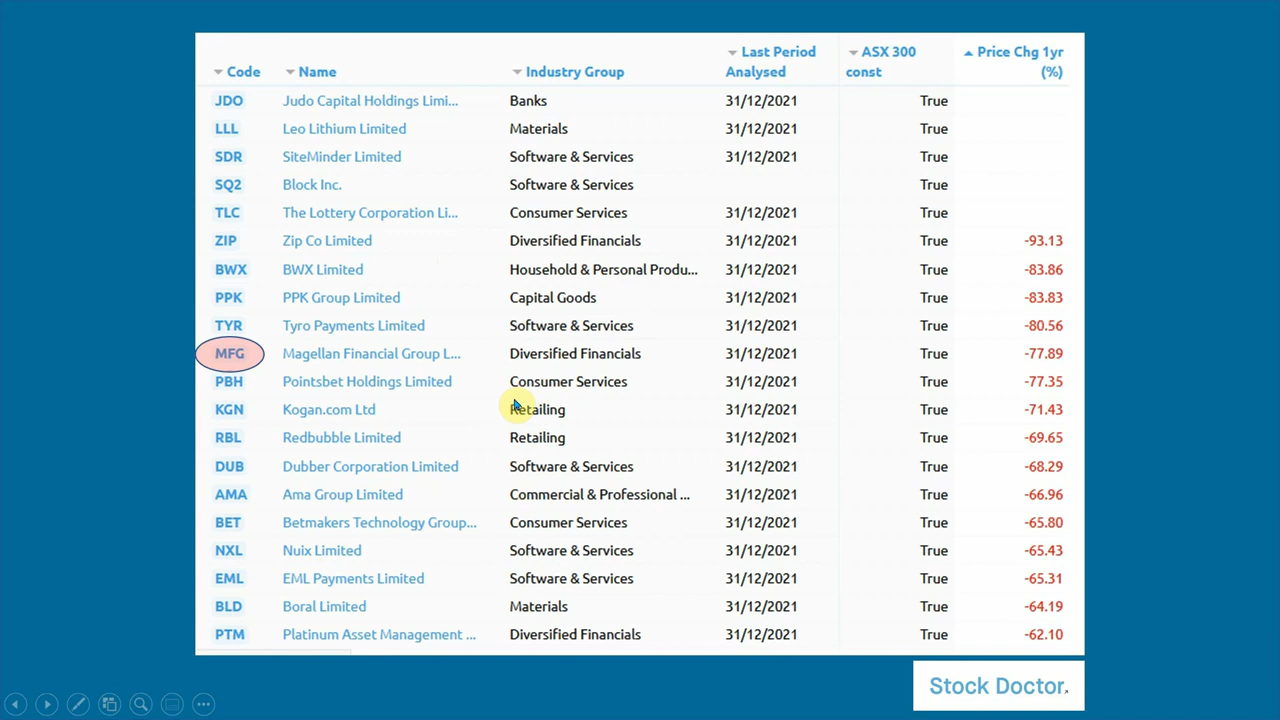 Code Name Industry Group Last Period Analysed ASX 300 const Price Chg 1yr (%)
JDO Judo Capital Holdings Limi... Banks 31/12/2021 True
LLL Leo Lithium Limited Materials 31/12/2021 True
SDR SiteMinder Limited Software & Services 31/12/2021 True
SQ2 Block Inc. Software & Services True
TLC The Lottery Corporation Li... Consumer Services 31/12/2021 True
ZIP Zip Co Limited Diversified Financials 31/12/2021 True -93.13
BWX BWX Limited Household & Personal Produ... 31/12/2021 True -83.86
PPK PPK Group Limited Capital Goods 31/12/2021 True -83.83
TYR Tyro Payments Limited Software & Services 31/12/2021 True -80.56
MFG Magellan Financial Group L... Diversified Financials 31/12/2021 True -77.89
PBH Pointsbet Holdings Limited Consumer Services 31/12/2021 True -77.35
KGN Kogan.com Ltd Retailing 31/12/2021 True -71.43
RBL Redbubble Limited Retailing 31/12/2021 True -69.65
DUB Dubber Corporation Limited Software & Services 31/12/2021 True -68.29
AMA Ama Group Limited Commercial & Professional ... 31/12/2021 True -66.96
BET Betmakers Technology Group... Consumer Services 31/12/2021 True -65.80
NXL Nuix Limited Software & Services 31/12/2021 True -65.43
EML EML Payments Limited Software & Services 31/12/2021 True -65.31
BLD Boral Limited Materials 31/12/2021 True -64.19
PTM Platinum Asset Management ... Diversified Financials 31/12/2021 True -62.10
Stock Doctor